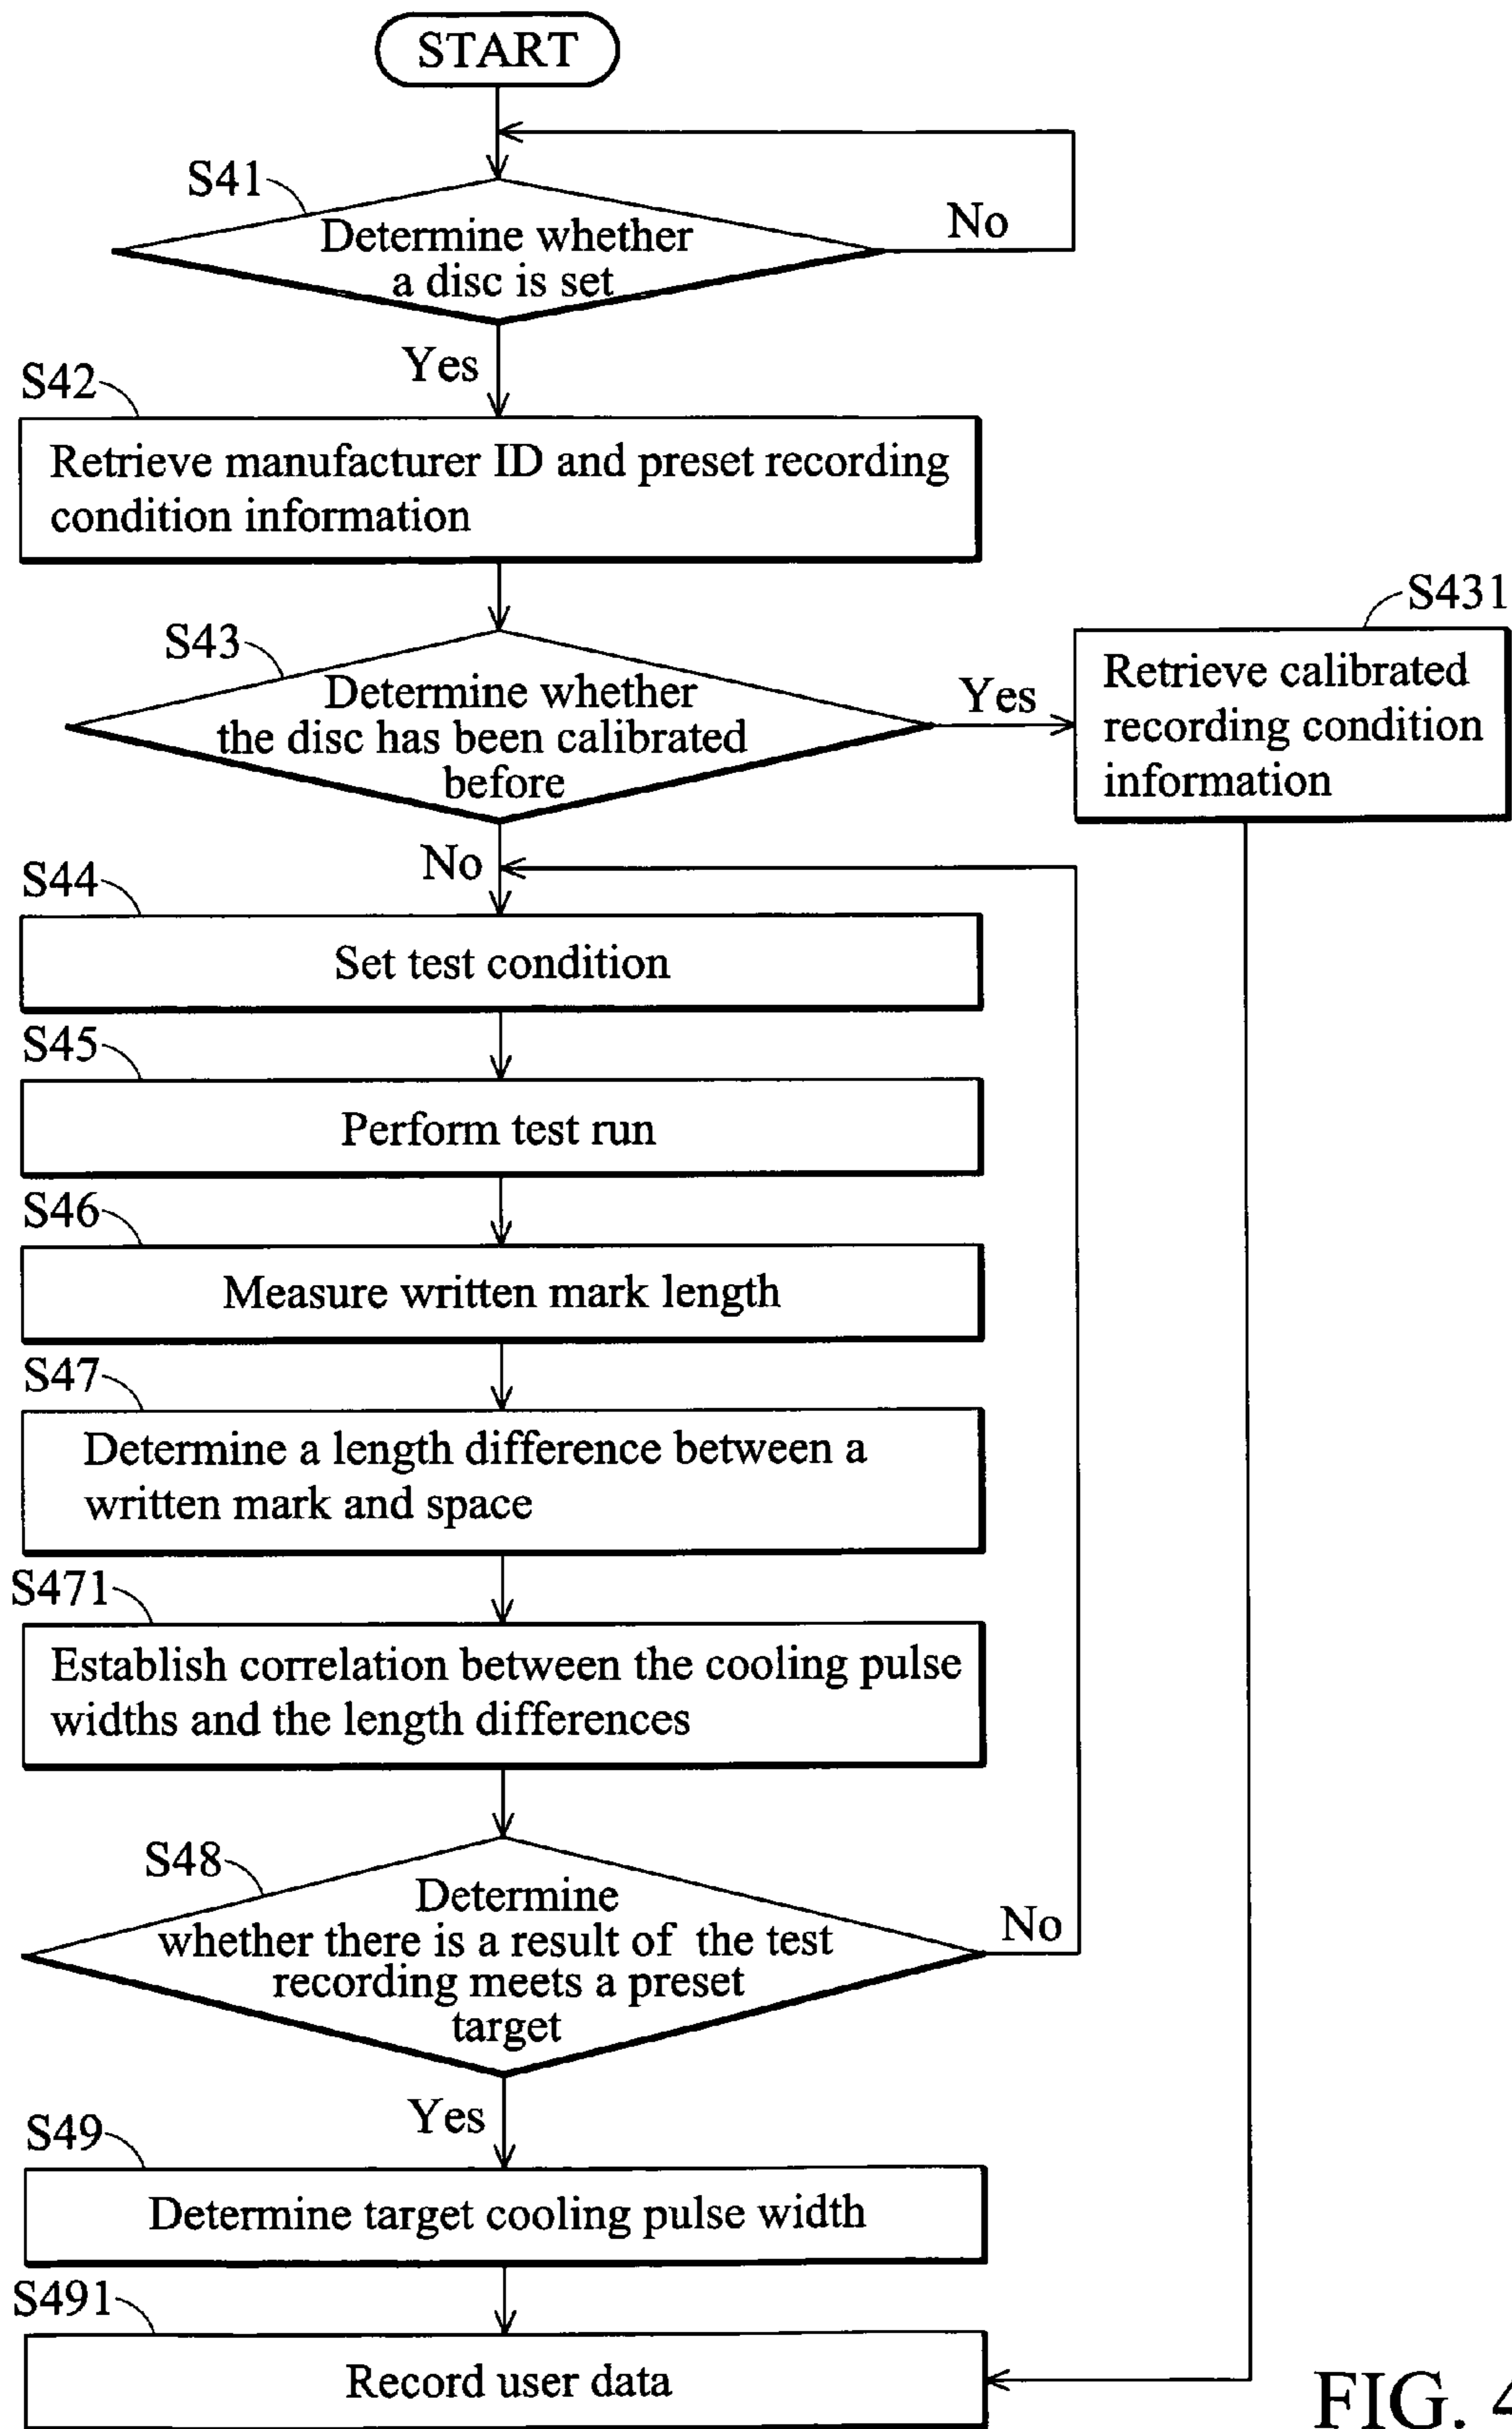 START
S41
Determine whether
a disc is set
No
Yes
S42
Retrieve manufacturer ID and preset recording
condition information
S43
Determine whether
the disc has been calibrated
before
Yes
S431
Retrieve calibrated
recording condition
information
No
S44
Set test condition
S45
Perform test run
S46
Measure written mark length
S47
Determine a length difference between a
written mark and space
S471
Establish correlation between the cooling pulse
widths and the length differences
S48
Determine
whether there is a result of the test
recording meets a preset
target
No
Yes
S49
Determine target cooling pulse width
S491
Record user data
FIG. 4